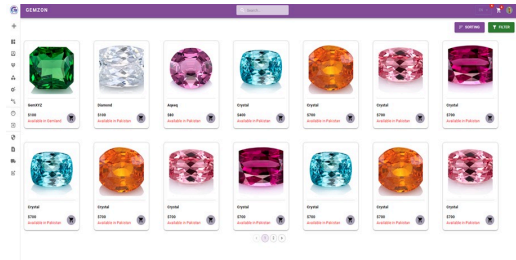 GEMZON
Search...
SORTING
FILTER
GemXYZ
$100
Available in Gemland
Diamond
$100
Available in Pakistan
Aqeeq
$80
Available in Pakistan
Crystal
$400
Available in Pakistan
Crystal
$700
Available in Pakistan
Crystal
$700
Available in Pakistan
Crystal
$700
Available in Pakistan
Crystal
$700
Available in Pakistan
Crystal
$700
Available in Pakistan
Crystal
$700
Available in Pakistan
Crystal
$700
Available in Pakistan
Crystal
$700
Available in Pakistan
Crystal
$700
Available in Pakistan
Crystal
$700
Available in Pakistan
1 2